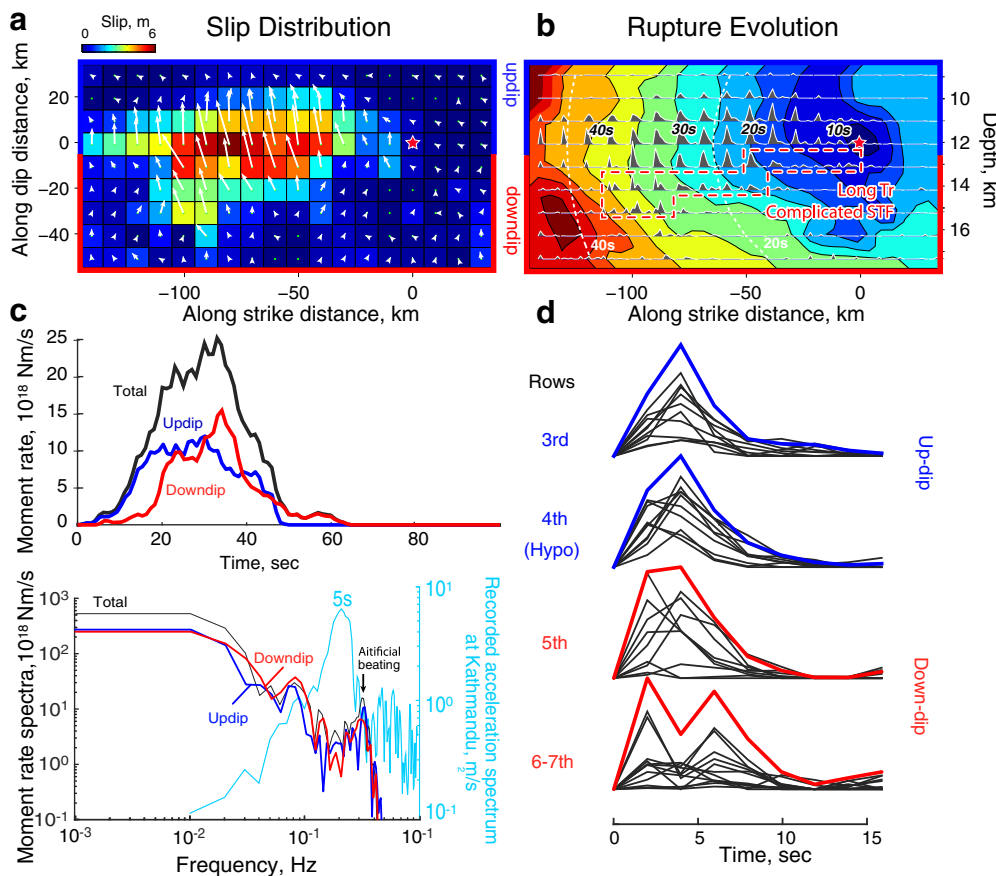 a
Slip, m
0 6
Slip Distribution
Along dip distance, km
20
0
−20
−40
−100 −50 0
Along strike distance, km
updip
downdip
b
Rupture Evolution
40s 30s 20s 10s
Long Tr
Complicated STF
40s 20s
10
12
14
16
Depth, km
−100 −50 0
Along strike distance, km
c
Moment rate, 10¹⁸ Nm/s
25
20
15
10
5
0
Total
Updip
Downdip
0 20 40 60 80
Time, sec
Moment rate spectra, 10¹⁸ Nm/s
10³
10²
10¹
10⁰
10⁻¹
Total
Downdip
Updip
5s
Aitificial
beating
10⁻³ 10⁻² 10⁻¹ 10⁻¹
Frequency, Hz
10¹
10⁰
10⁻¹
Recorded acceleration spectrum
at Kathmandu, m/s²
d
Rows
3rd
4th
(Hypo)
5th
6-7th
Up-dip
Down-dip
0 5 10 15
Time, sec